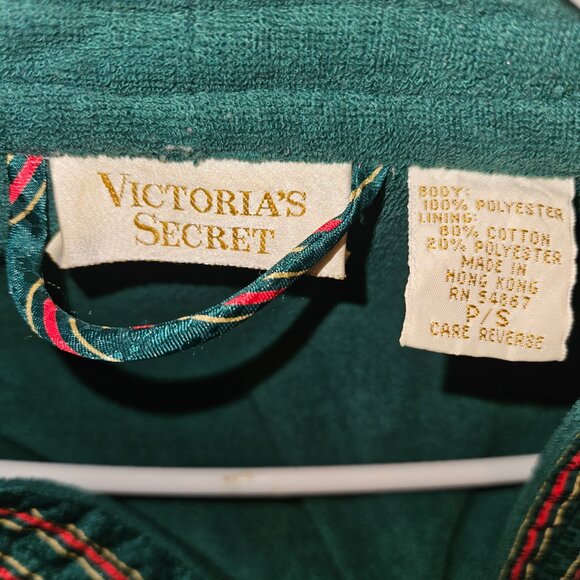 VICTORIA'S
SECRET
BODY:
100% POLYESTER
LINING:
80% COTTON
20% POLYESTER
MADE IN
HONG KONG
RN 54867
P/S
CARE REVERSE